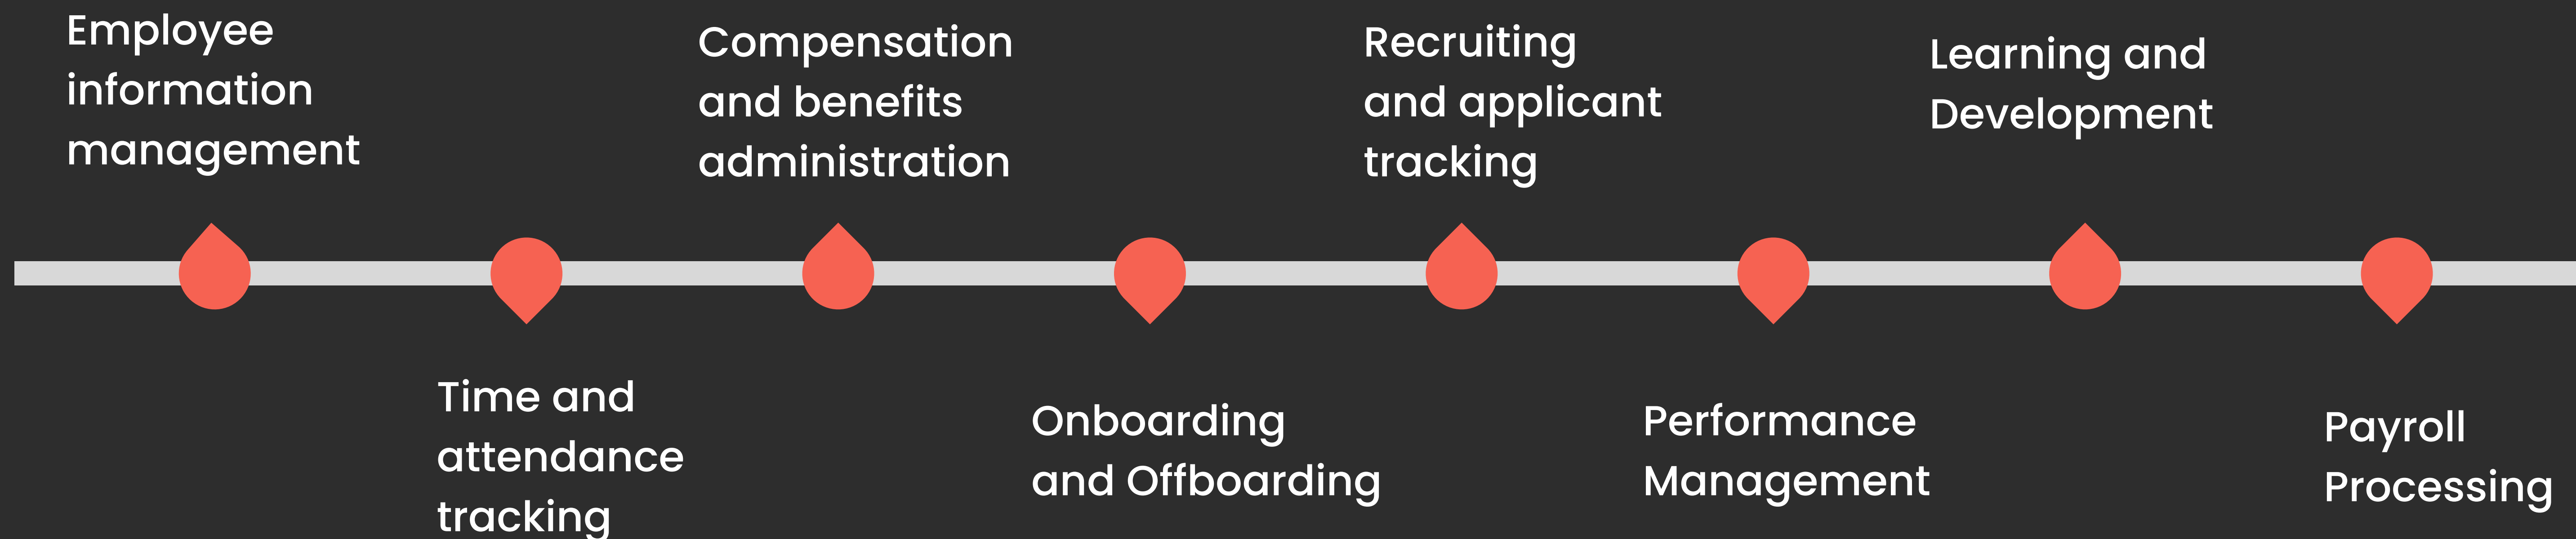 Employee
information
management
Time and
attendance
tracking
Compensation
and benefits
administration
Onboarding
and Offboarding
Recruiting
and applicant
tracking
Performance
Management
Learning and
Development
Payroll
Processing